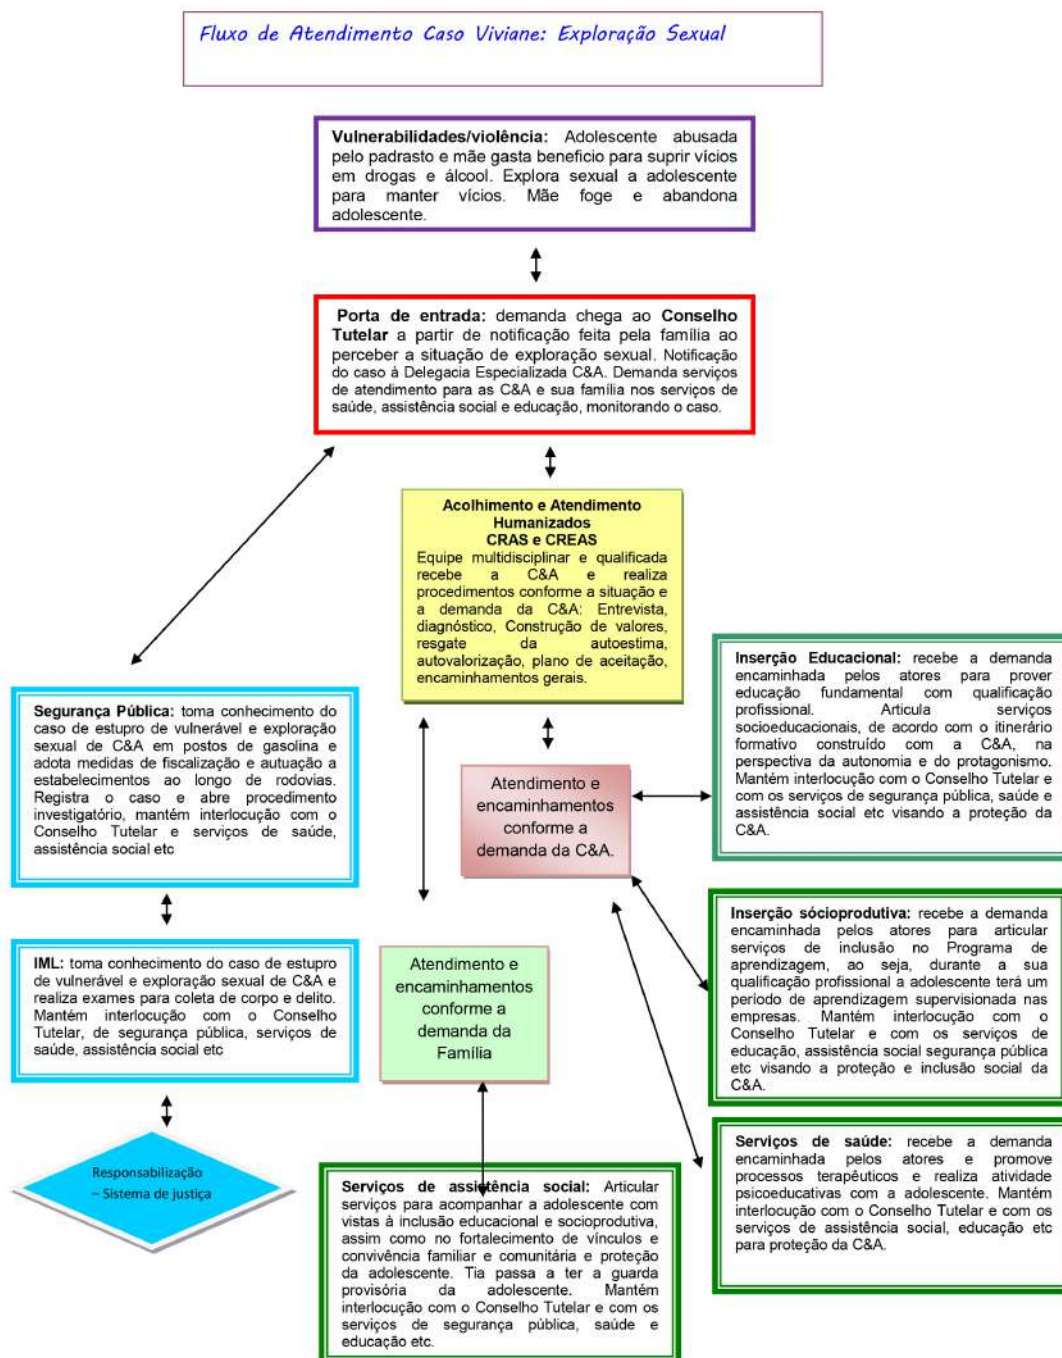 Fluxo de Atendimento Caso Viviane: Exploração Sexual
Vulnerabilidades/violência: Adolescente abusada
pelo padrasto e mãe gasta beneficio para suprir vícios
em drogas e álcool. Explora sexual a adolescente
para manter vícios. Mãe foge e abandona
adolescente.
Porta de entrada: demanda chega ao Conselho
Tutelar a partir de notificação feita pela família ao
perceber a situação de exploração sexual. Notificação
do caso à Delegacia Especializada C&A. Demanda serviços
de atendimento para as C&A e sua família nos serviços de
saúde, assistência social e educação, monitorando o caso.
Acolhimento e Atendimento
Humanizados
CRAS e CREAS
Equipe multidisciplinar e qualificada
recebe a C&A e realiza
procedimentos conforme a situação e
a demanda da C&A: Entrevista,
diagnóstico, Construção de valores,
resgate da autoestima,
autovalorização, plano de aceitação,
encaminhamentos gerais.
Segurança Pública: toma conhecimento do
caso de estupro de vulnerável e exploração
sexual de C&A em postos de gasolina e
adota medidas de fiscalização e autuação a
estabelecimentos ao longo de rodovias.
Registra o caso e abre procedimento
investigatório, mantém interlocução com o
Conselho Tutelar e serviços de saúde,
assistência social etc
Atendimento e
encaminhamentos
conforme a
demanda da C&A.
Inserção Educacional: recebe a demanda
encaminhada pelos atores para prover
educação fundamental com qualificação
profissional. Articula serviços
socioeducacionais, de acordo com o itinerário
formativo construído com a C&A, na
perspectiva da autonomia e do protagonismo.
Mantém interlocução com o Conselho Tutelar e
com os serviços de segurança pública, saúde e
assistência social etc visando a proteção da
C&A.
IML: toma conhecimento do caso de estupro
de vulnerável e exploração sexual de C&A e
realiza exames para coleta de corpo e delito.
Mantém interlocução com o Conselho
Tutelar, de segurança pública, serviços de
saúde, assistência social etc
Atendimento e
encaminhamentos
conforme a
demanda da
Família
Inserção sócioprodutiva: recebe a demanda
encaminhada pelos atores para articular
serviços de inclusão no Programa de
aprendizagem, ao seja, durante a sua
qualificação profissional a adolescente terá um
período de aprendizagem supervisionada nas
empresas. Mantém interlocução com o
Conselho Tutelar e com os serviços de
educação, assistência social segurança pública
etc visando a proteção e inclusão social da
C&A.
Responsabilização
– Sistema de justiça
Serviços de assistência social: Articular
serviços para acompanhar a adolescente com
vistas à inclusão educacional e socioprodutiva,
assim como no fortalecimento de vínculos e
convivência familiar e comunitária e proteção
da adolescente. Tia passa a ter a guarda
provisória da adolescente. Mantém
interlocução com o Conselho Tutelar e com os
serviços de segurança pública, saúde e
educação etc.
Serviços de saúde: recebe a demanda
encaminhada pelos atores e promove
processos terapêuticos e realiza atividade
psicoeducativas com a adolescente. Mantém
interlocução com o Conselho Tutelar e com os
serviços de assistência social, educação etc
para proteção da C&A.